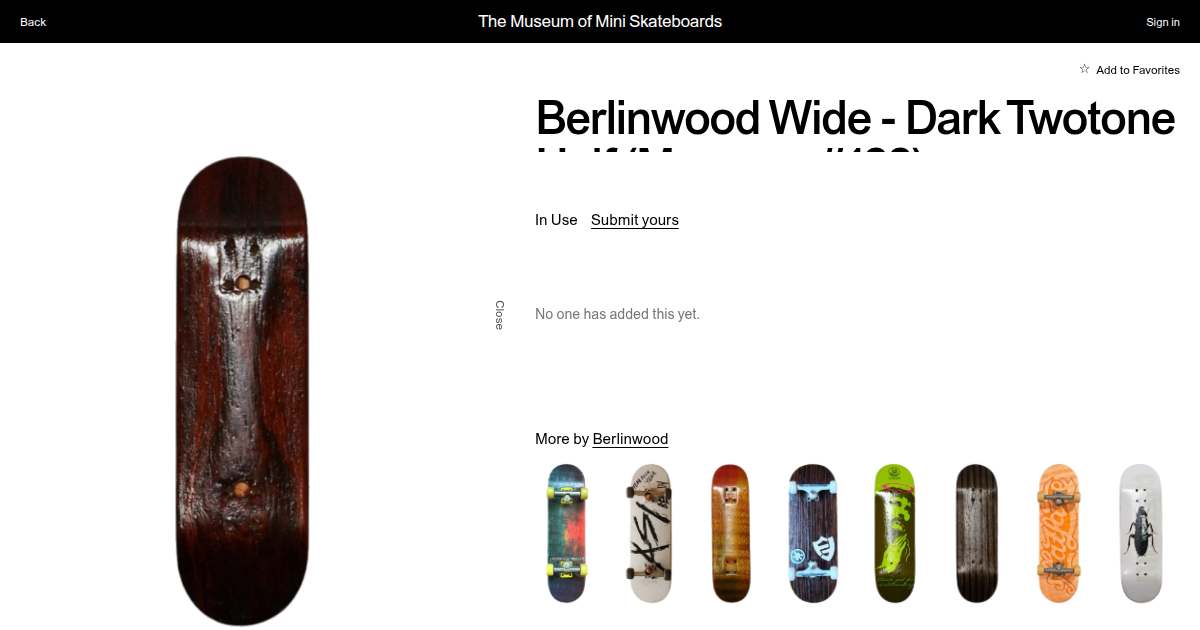 Back
The Museum of Mini Skateboards
Sign in
☆ Add to Favorites
Berlinwood Wide - Dark Twotone
In Use Submit yours
Close
No one has added this yet.
More by Berlinwood